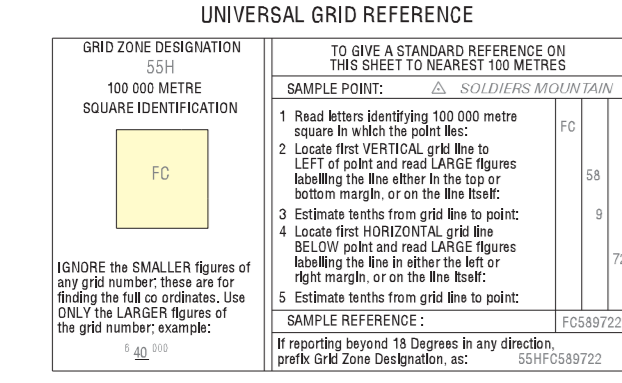 UNIVERSAL GRID REFERENCE
GRID ZONE DESIGNATION
55H
100 000 METRE
SQUARE IDENTIFICATION
FC
IGNORE the SMALLER figures of
any grid number; these are for
finding the full co ordinates. Use
ONLY the LARGER figures of
the grid number; example:
6 40 000
TO GIVE A STANDARD REFERENCE ON
THIS SHEET TO NEAREST 100 METRES
SAMPLE POINT: SOLDIERS MOUNTAIN
1 Read letters identifying 100 000 metre
square in which the point lies: FC
2 Locate first VERTICAL grid line to
LEFT of point and read LARGE figures
labelling the line either in the top or 58
bottom margin, or on the line itself:
3 Estimate tenths from grid line to point: 9
4 Locate first HORIZONTAL grid line
BELOW point and read LARGE figures
labelling the line in either the left or 72
right margin, or on the line itself:
5 Estimate tenths from grid line to point:
SAMPLE REFERENCE : FC589722
If reporting beyond 18 Degrees in any direction,
prefix Grid Zone Designation, as: 55HFC589722